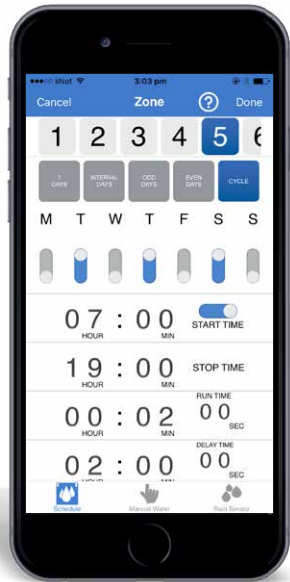 iiNet 3:03 pm
Cancel Zone ? Done
1 2 3 4 5 6
7 DAYS INTERVAL DAYS ODD DAYS EVEN DAYS CYCLE
M T W T F S S
07 : 00 START TIME
HOUR MIN
19 : 00 STOP TIME
HOUR MIN
RUN TIME
00 : 02 00
HOUR MIN SEC
DELAY TIME
02 : 00 00
HOUR MIN SEC
Schedule Manual Water Rain Sensor